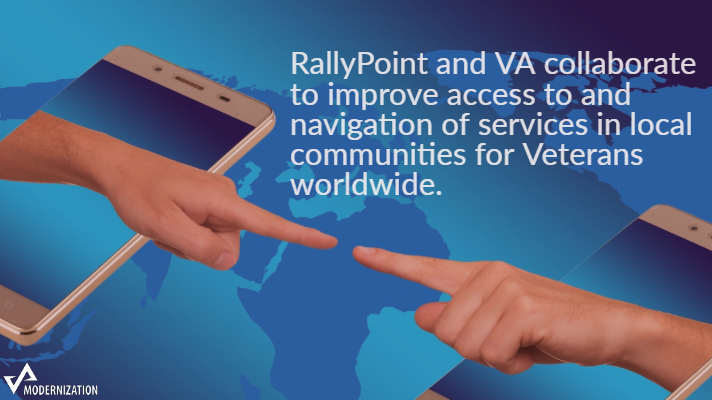 RallyPoint and VA collaborate
to improve access to and
navigation of services in local
communities for Veterans
worldwide.
VA
MODERNIZATION